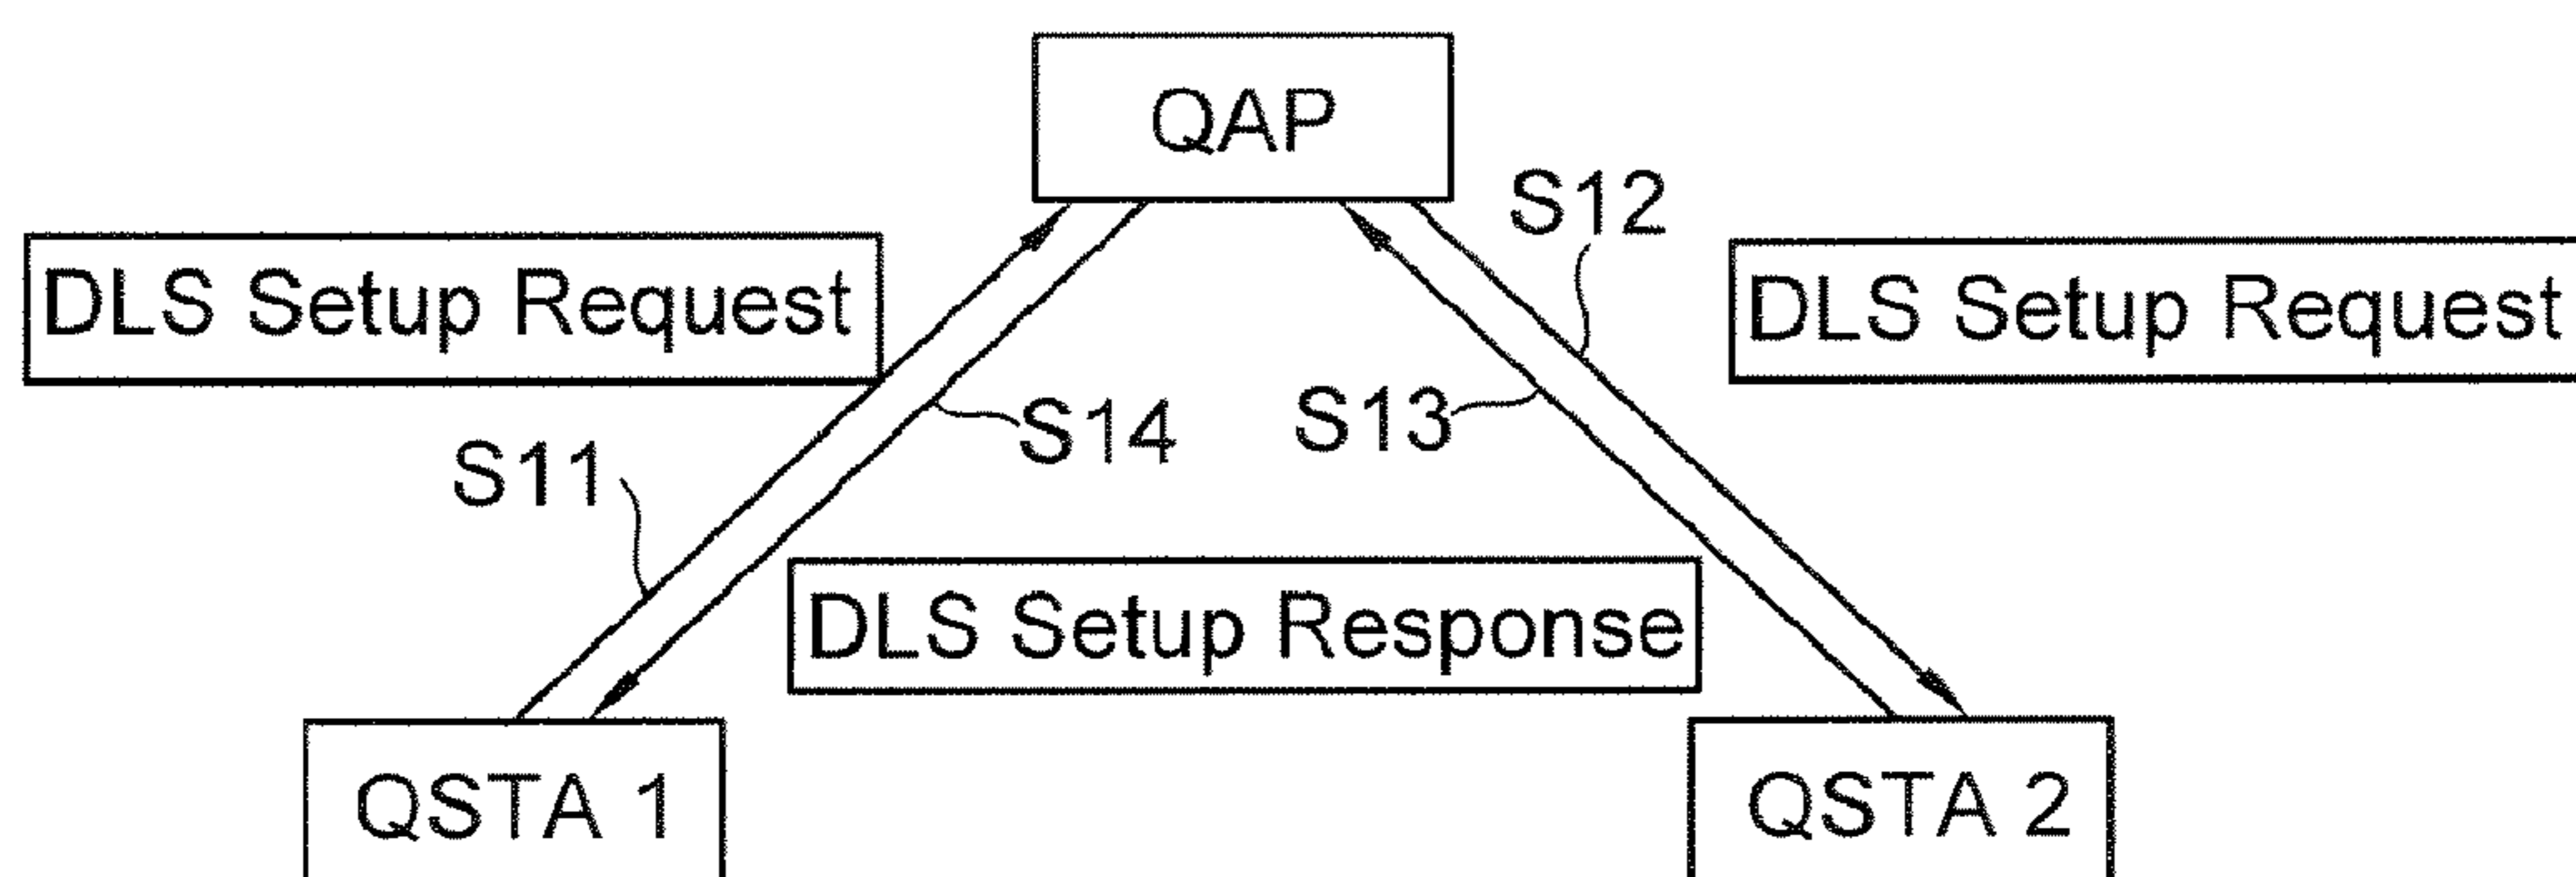 QAP
S12
DLS Setup Request
DLS Setup Request
S14
S13
S11
DLS Setup Response
QSTA 1
QSTA 2